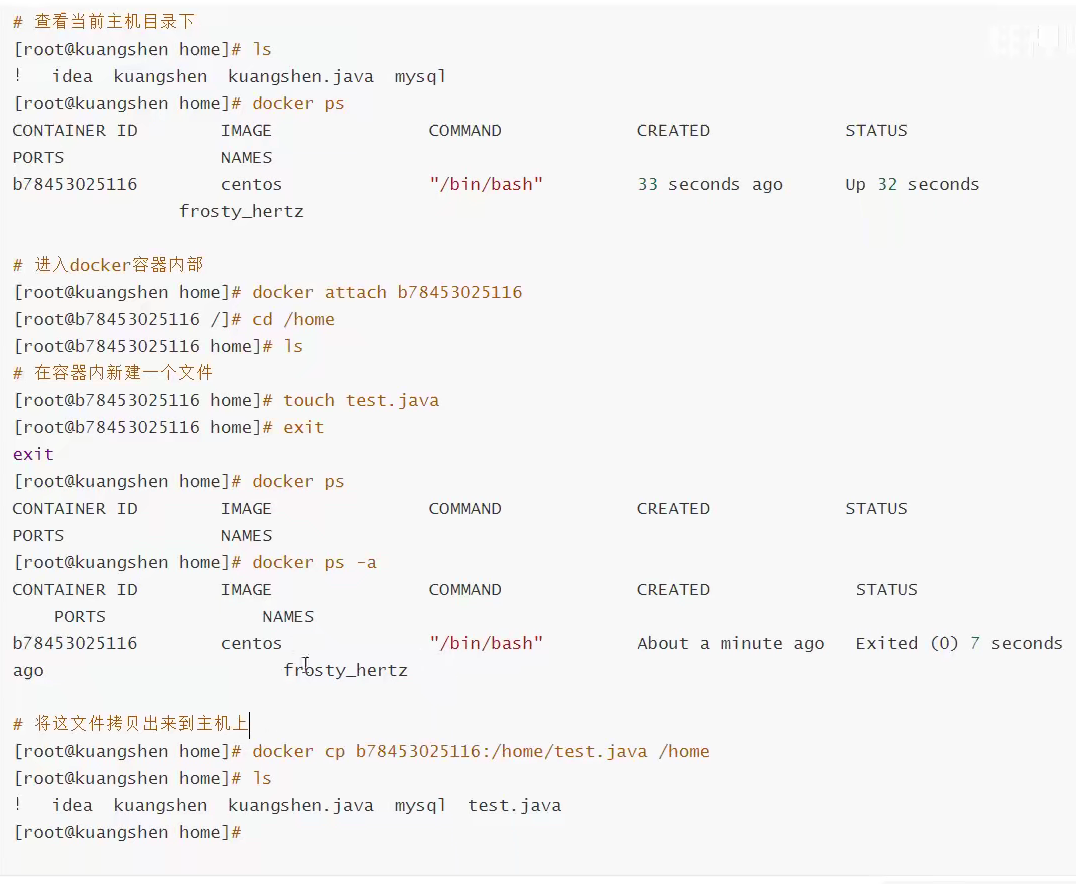 # 查看当前主机目录下
[root@kuangshen home]# ls
!   idea  kuangshen  kuangshen.java  mysql
[root@kuangshen home]# docker ps
CONTAINER ID        IMAGE               COMMAND             CREATED             STATUS
PORTS               NAMES
b78453025116        centos              "/bin/bash"         33 seconds ago      Up 32 seconds
                frosty_hertz
# 进入docker容器内部
[root@kuangshen home]# docker attach b78453025116
[root@b78453025116 /]# cd /home
[root@b78453025116 home]# ls
# 在容器内新建一个文件
[root@b78453025116 home]# touch test.java
[root@b78453025116 home]# exit
exit
[root@kuangshen home]# docker ps
CONTAINER ID        IMAGE               COMMAND             CREATED             STATUS
PORTS               NAMES
[root@kuangshen home]# docker ps -a
CONTAINER ID        IMAGE               COMMAND             CREATED              STATUS
    PORTS               NAMES
b78453025116        centos              "/bin/bash"         About a minute ago   Exited (0) 7 seconds
ago                       frosty_hertz
# 将这文件拷贝出来到主机上
[root@kuangshen home]# docker cp b78453025116:/home/test.java /home
[root@kuangshen home]# ls
!   idea  kuangshen  kuangshen.java  mysql  test.java
[root@kuangshen home]#